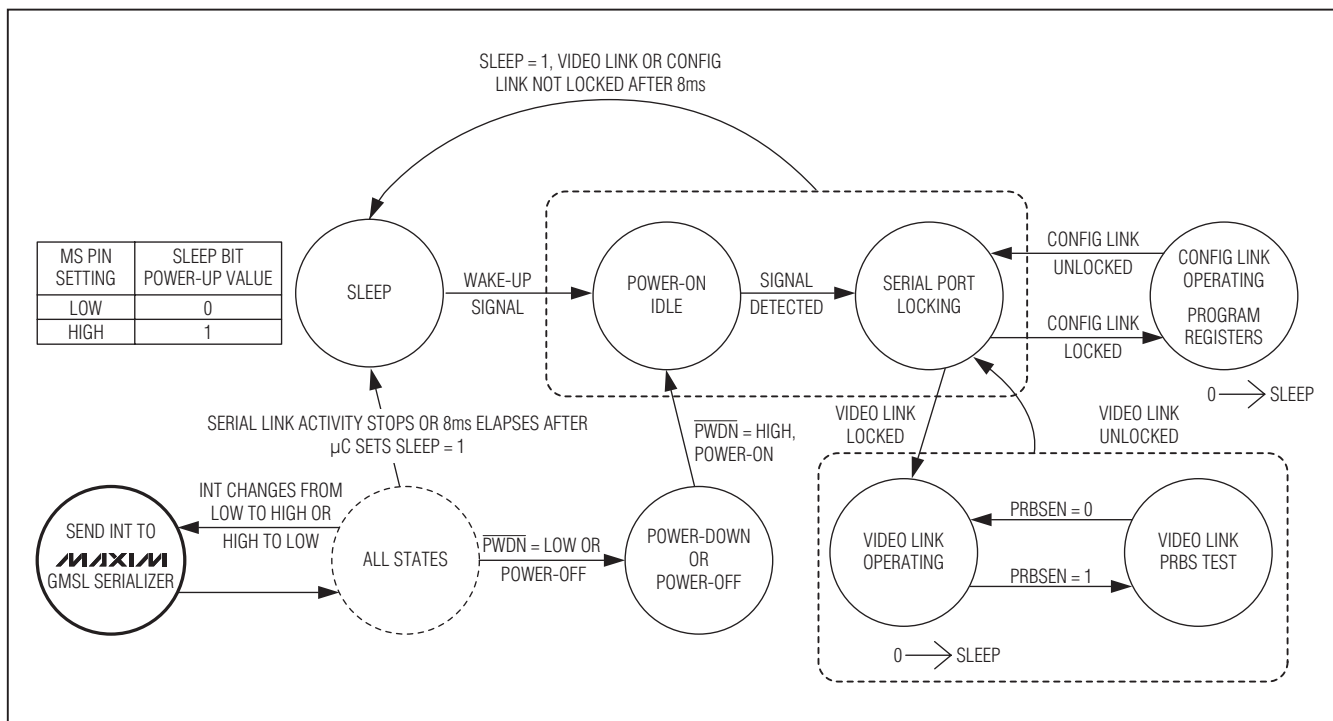 SLEEP = 1, VIDEO LINK OR CONFIG
LINK NOT LOCKED AFTER 8ms
MS PIN SETTING
SLEEP BIT POWER-UP VALUE
LOW 0
HIGH 1
SLEEP
WAKE-UP
SIGNAL
POWER-ON
IDLE
SIGNAL
DETECTED
SERIAL PORT
LOCKING
CONFIG LINK
UNLOCKED
CONFIG LINK
LOCKED
CONFIG LINK
OPERATING
PROGRAM
REGISTERS
0 → SLEEP
SERIAL LINK ACTIVITY STOPS OR 8ms ELAPSES AFTER
µC SETS SLEEP = 1
PWDN = HIGH,
POWER-ON
VIDEO LINK
LOCKED
VIDEO LINK
UNLOCKED
SEND INT TO
MAXIM
GMSL SERIALIZER
INT CHANGES FROM
LOW TO HIGH OR
HIGH TO LOW
ALL STATES
PWDN = LOW OR
POWER-OFF
POWER-DOWN
OR
POWER-OFF
VIDEO LINK
OPERATING
PRBSEN = 0
PRBSEN = 1
VIDEO LINK
PRBS TEST
0 → SLEEP